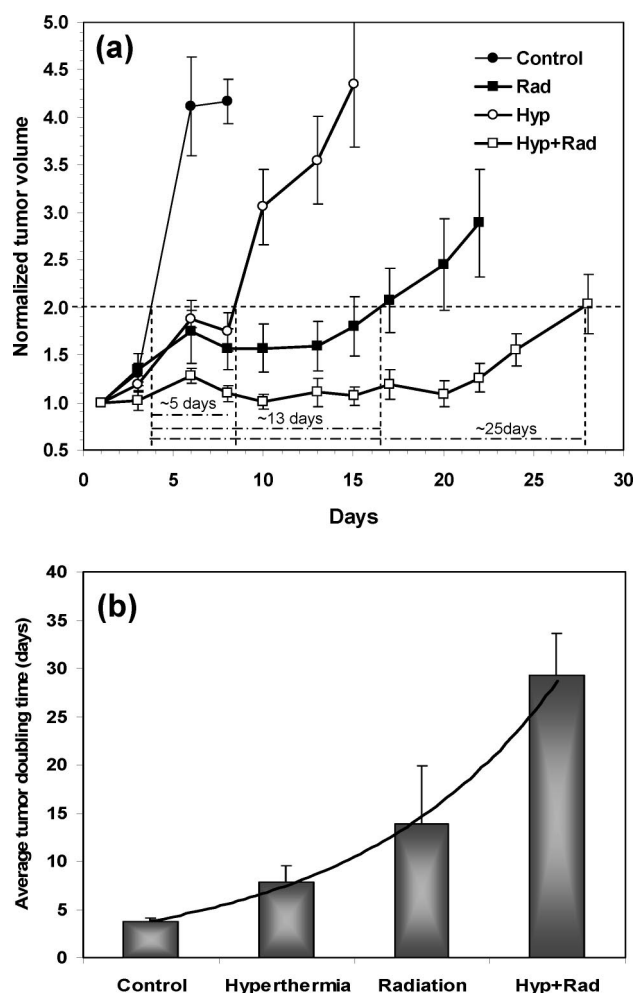 (a)
Control
Rad
Hyp
Hyp+Rad
Normalized tumor volume
5.0
4.5
4.0
3.5
3.0
2.5
2.0
1.5
1.0
0.5
~5 days
~13 days
~25days
0 5 10 15 20 25 30
Days
(b)
Average tumor doubling time (days)
40
35
30
25
20
15
10
5
0
Control Hyperthermia Radiation Hyp+Rad